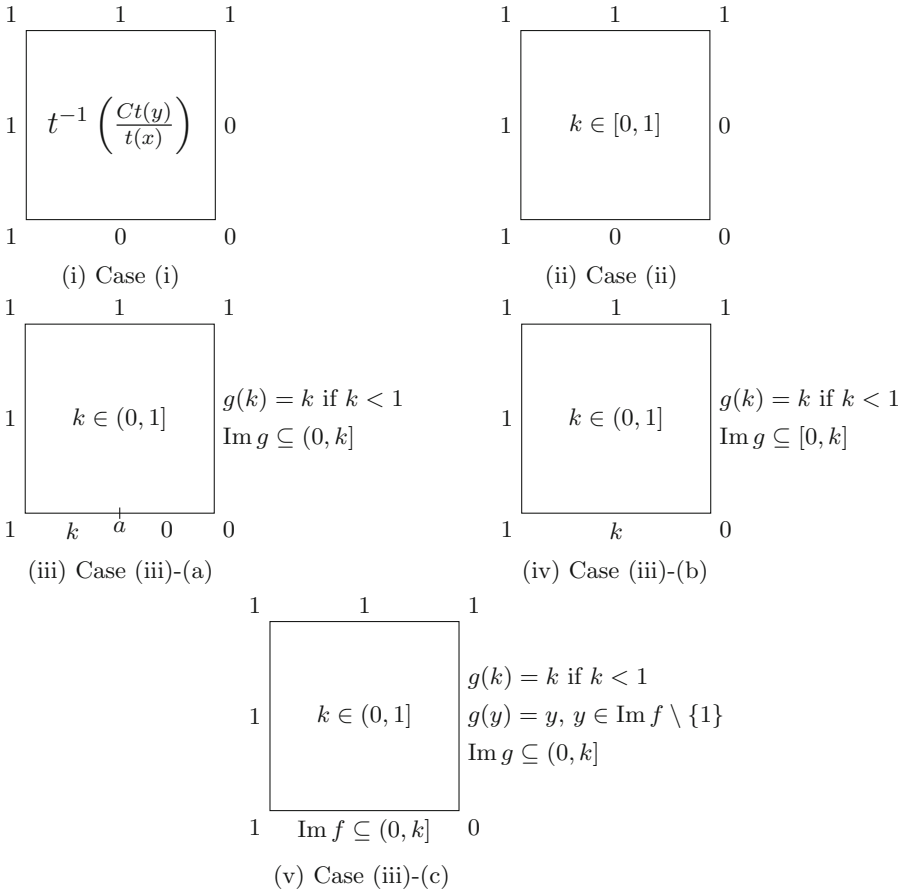 1 1 1 1 1 1
1 t⁻¹ (Ct(y)/t(x)) 0 1 k ∈ [0, 1] 0
1 0 0 1 0 0
(i) Case (i) (ii) Case (ii)
1 1 1 1 1 1
1 k ∈ (0, 1] g(k) = k if k < 1 1 k ∈ (0, 1] g(k) = k if k < 1
Im g ⊆ (0, k] Im g ⊆ [0, k]
1 k a 0 0 1 k 0
(iii) Case (iii)-(a) (iv) Case (iii)-(b)
1 1 1
g(k) = k if k < 1
1 k ∈ (0, 1] g(y) = y, y ∈ Im f \ {1}
Im g ⊆ (0, k]
1 Im f ⊆ (0, k] 0
(v) Case (iii)-(c)